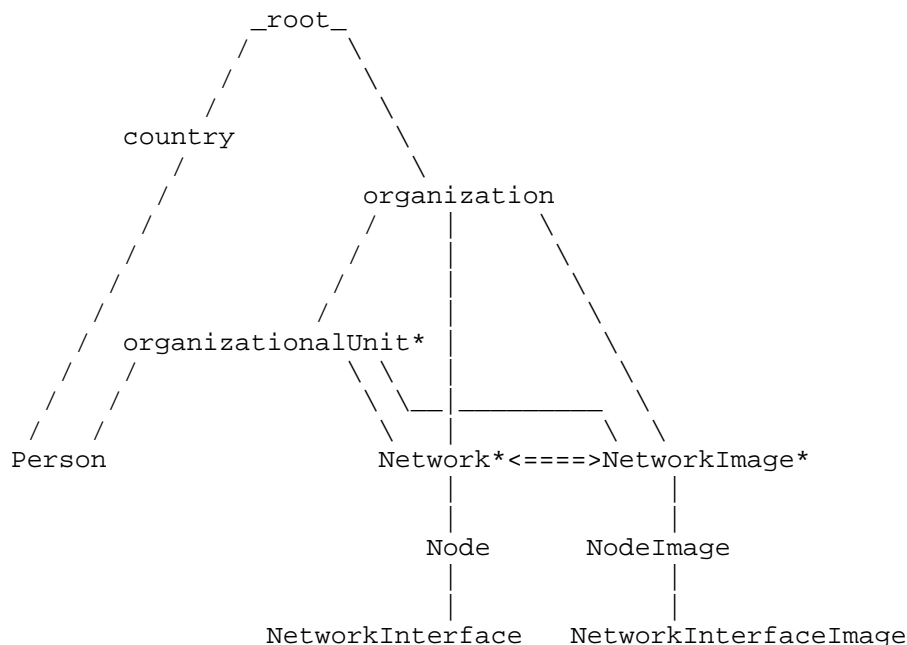 _root_
country
organization
organizationalUnit*
Person Network*<====>NetworkImage*
Node NodeImage
NetworkInterface NetworkInterfaceImage